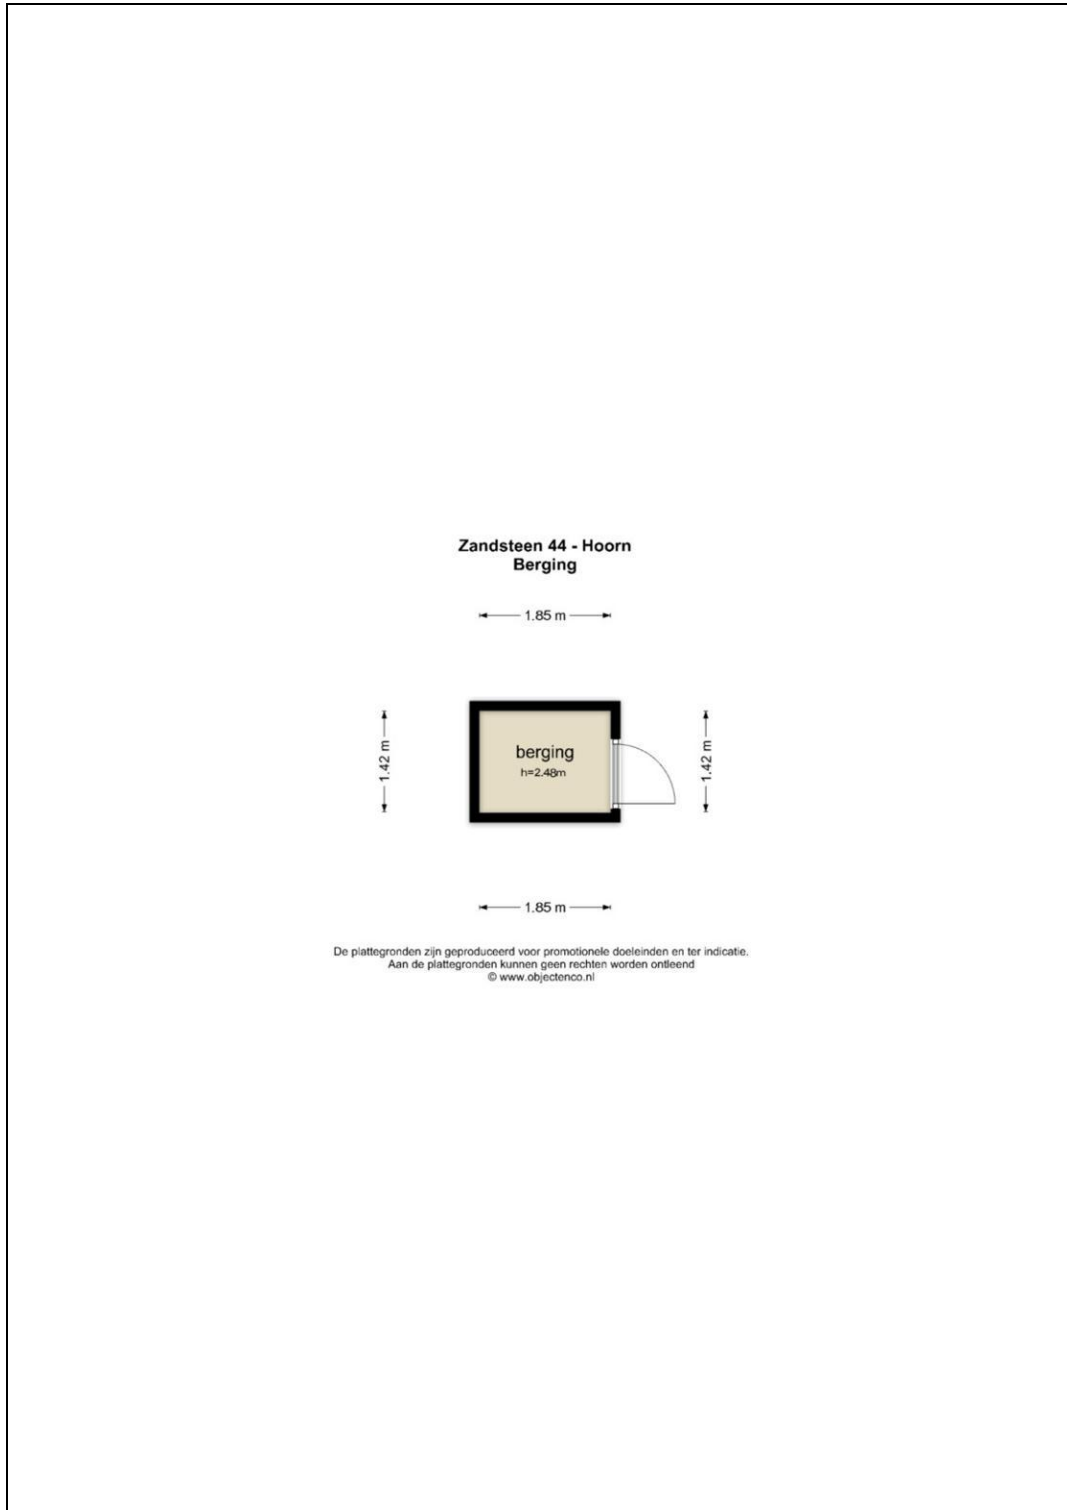 Zandsteen 44 - Hoorn
Berging
1.85 m
1.42 m
berging
h=2.48m
1.42 m
1.85 m
De plattegronden zijn geproduceerd voor promotionele doeleinden en ter indicatie.
Aan de plattegronden kunnen geen rechten worden ontleend
© www.objectenco.nl